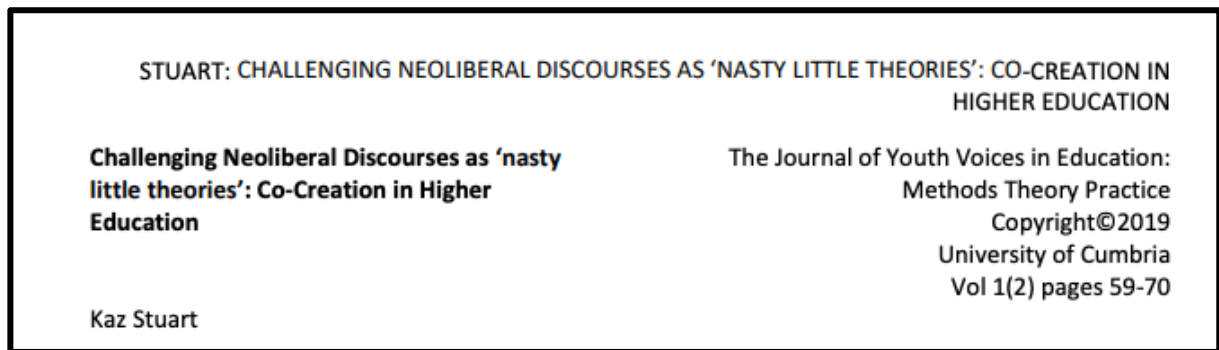 STUART: CHALLENGING NEOLIBERAL DISCOURSES AS ‘NASTY LITTLE THEORIES’: CO-CREATION IN
HIGHER EDUCATION
Challenging Neoliberal Discourses as ‘nasty
little theories’: Co-Creation in Higher
Education
Kaz Stuart
The Journal of Youth Voices in Education:
Methods Theory Practice
Copyright©2019
University of Cumbria
Vol 1(2) pages 59-70